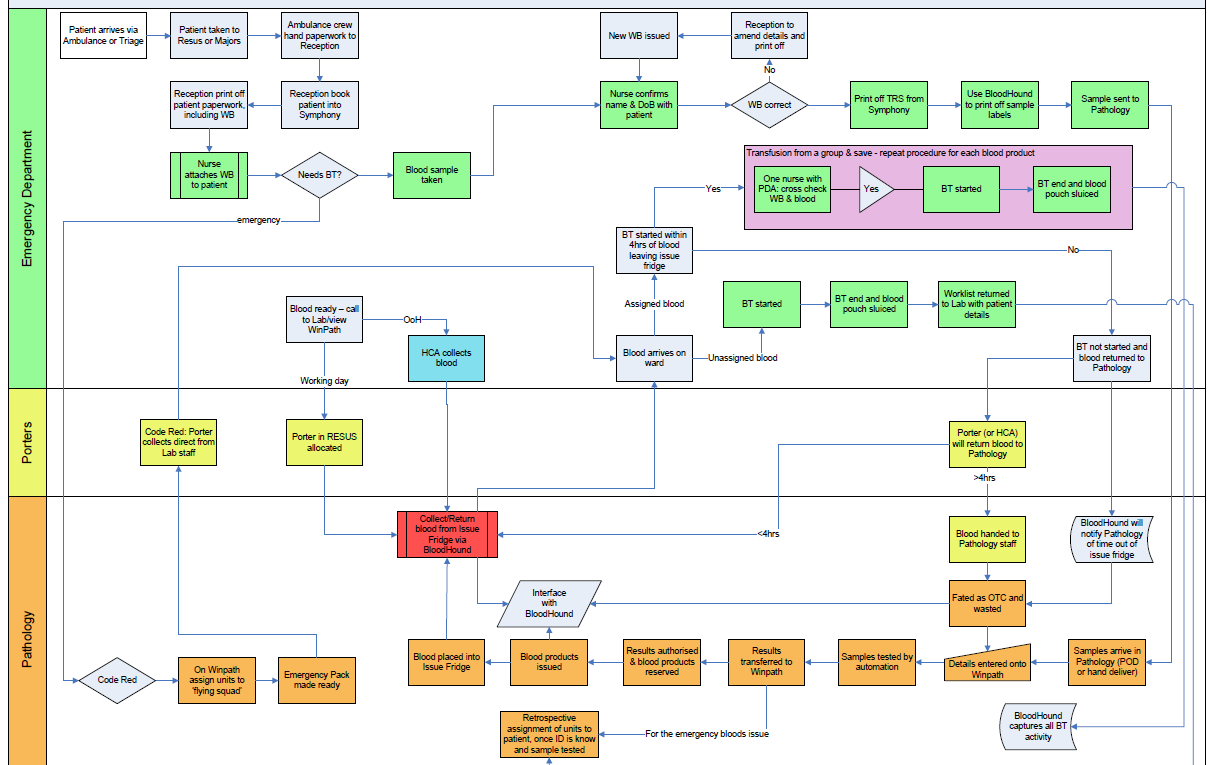 Emergency Department
Patient arrives via
Ambulance or Triage
Patient taken to
Resus or Majors
Ambulance crew
hand paperwork to
Reception
New WB issued
Reception to
amend details and
print off
No
Reception print off
patient paperwork,
including WB
Reception book
patient into
Symphony
Nurse confirms
name & DoB with
patient
WB correct
Print off TRS from
Symphony
Use BloodHound
to print off sample
labels
Sample sent to
Pathology
Nurse
attaches WB
to patient
Needs BT?
Blood sample
taken
emergency
Transfusion from a group & save - repeat procedure for each blood product
Yes
One nurse with
PDA: cross check
WB & blood
Yes
BT started
BT end and blood
pouch sluiced
BT started within
4hrs of blood
leaving issue
fridge
No
Assigned blood
Blood ready – call
to Lab/view
WinPath
OoH
BT started
BT end and blood
pouch sluiced
Worklist returned
to Lab with patient
details
HCA collects
blood
Blood arrives on
ward
Unassigned blood
BT not started and
blood returned to
Pathology
Working day
Porters
Code Red: Porter
collects direct from
Lab staff
Porter in RESUS
allocated
Porter (or HCA)
will return blood to
Pathology
>4hrs
Pathology
Collect/Return
blood from Issue
Fridge via
BloodHound
<4hrs
Blood handed to
Pathology staff
BloodHound will
notify Pathology
of time out of
issue fridge
Interface
with
BloodHound
Fated as OTC and
wasted
Code Red
On Winpath
assign units to
'flying squad'
Emergency Pack
made ready
Blood placed into
Issue Fridge
Blood products
issued
Results authorised
& blood products
reserved
Results
transferred to
Winpath
Samples tested by
automation
Details entered onto
Winpath
Samples arrive in
Pathology (POD
or hand deliver)
Retrospective
assignment of units to
patient, once ID is know
and sample tested
For the emergency bloods issue
BloodHound
captures all BT
activity